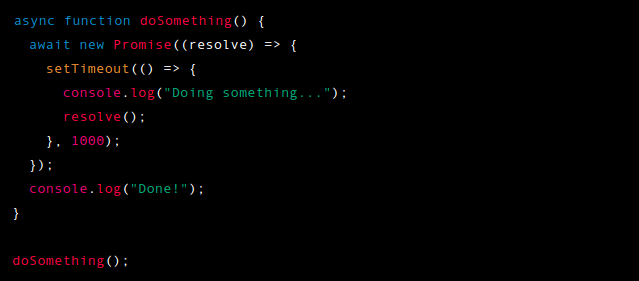 async function doSomething() {
  await new Promise((resolve) => {
    setTimeout(() => {
      console.log("Doing something...");
      resolve();
    }, 1000);
  });
  console.log("Done!");
}

doSomething();